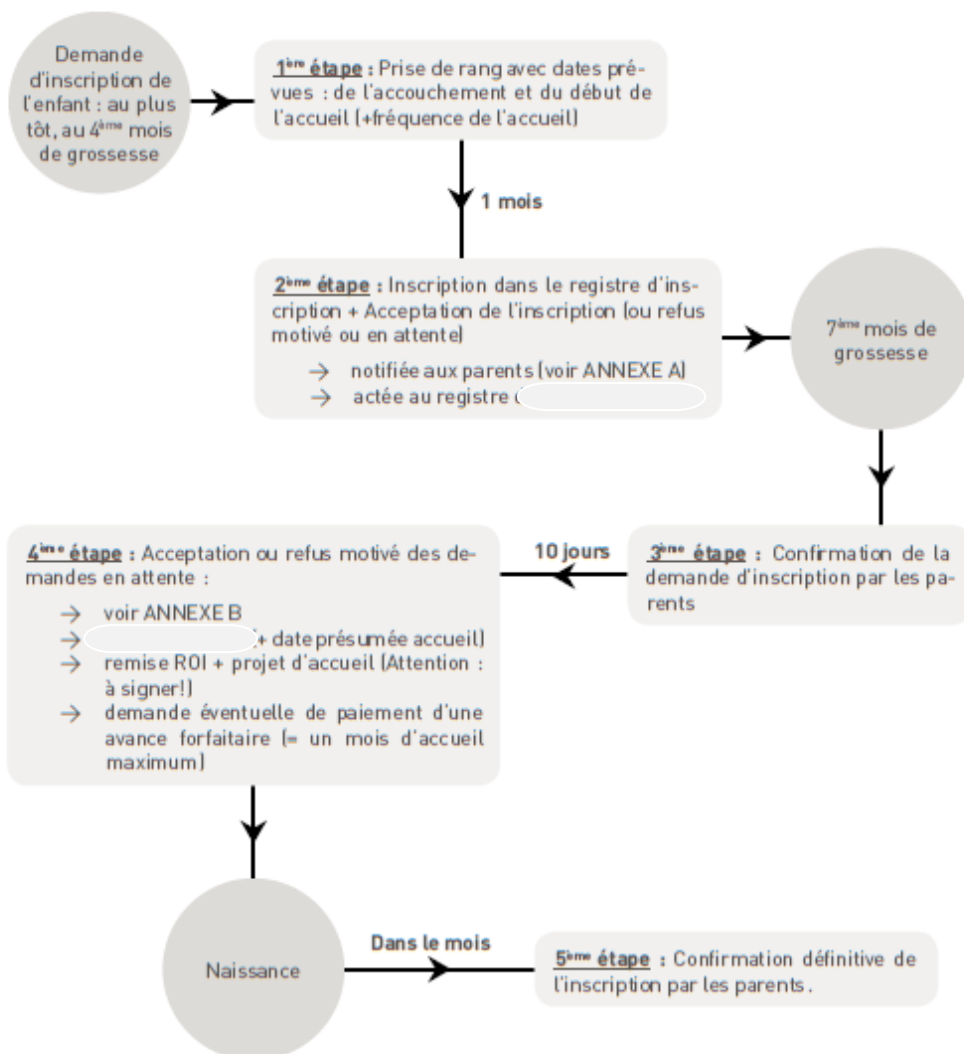 Demande
d'inscription de
l'enfant : au plus
tôt, au 4ème mois
de grossesse
1ère étape : Prise de rang avec dates pré-
vues : de l'accouchement et du début de
l'accueil (+fréquence de l'accueil)
1 mois
2ème étape : Inscription dans le registre d'ins-
cription + Acceptation de l'inscription (ou refus
motivé ou en attente)
→ notifiée aux parents (voir ANNEXE A)
→ actée au registre
7ème mois de
grossesse
3ème étape : Confirmation de la
demande d'inscription par les pa-
rents
10 jours
4ème étape : Acceptation ou refus motivé des de-
mandes en attente :
→ voir ANNEXE B
→ (+ date présumée accueil)
→ remise ROI + projet d'accueil (Attention :
à signer!)
→ demande éventuelle de paiement d'une
avance forfaitaire (= un mois d'accueil
maximum)
Naissance
Dans le mois
5ème étape : Confirmation définitive de
l'inscription par les parents.